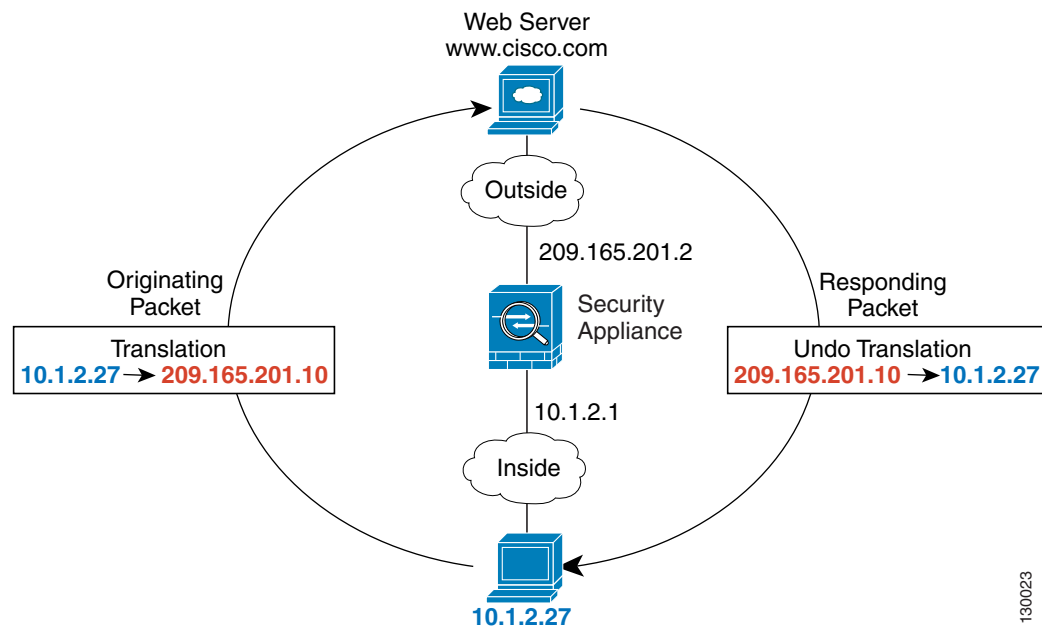 Web Server
www.cisco.com
Outside
209.165.201.2
Originating
Packet
Responding
Packet
Security
Appliance
Translation
10.1.2.27 → 209.165.201.10
Undo Translation
209.165.201.10 → 10.1.2.27
10.1.2.1
Inside
10.1.2.27
130023